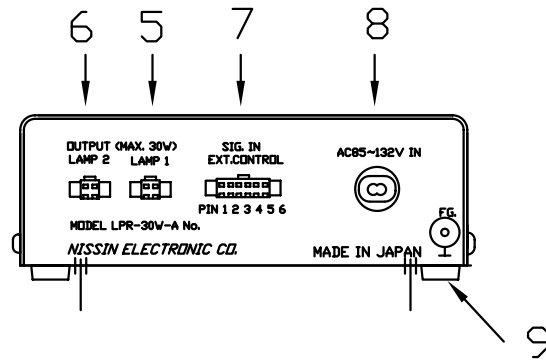 6 5 7 8
OUTPUT (MAX. 30W)
LAMP 2 LAMP 1
SIG. IN
EXT.CONTROL
AC85~132V IN
PIN 1 2 3 4 5 6
MODEL LPR-30W-A No.
FG.
NISSIN ELECTRONIC CO.
MADE IN JAPAN
9